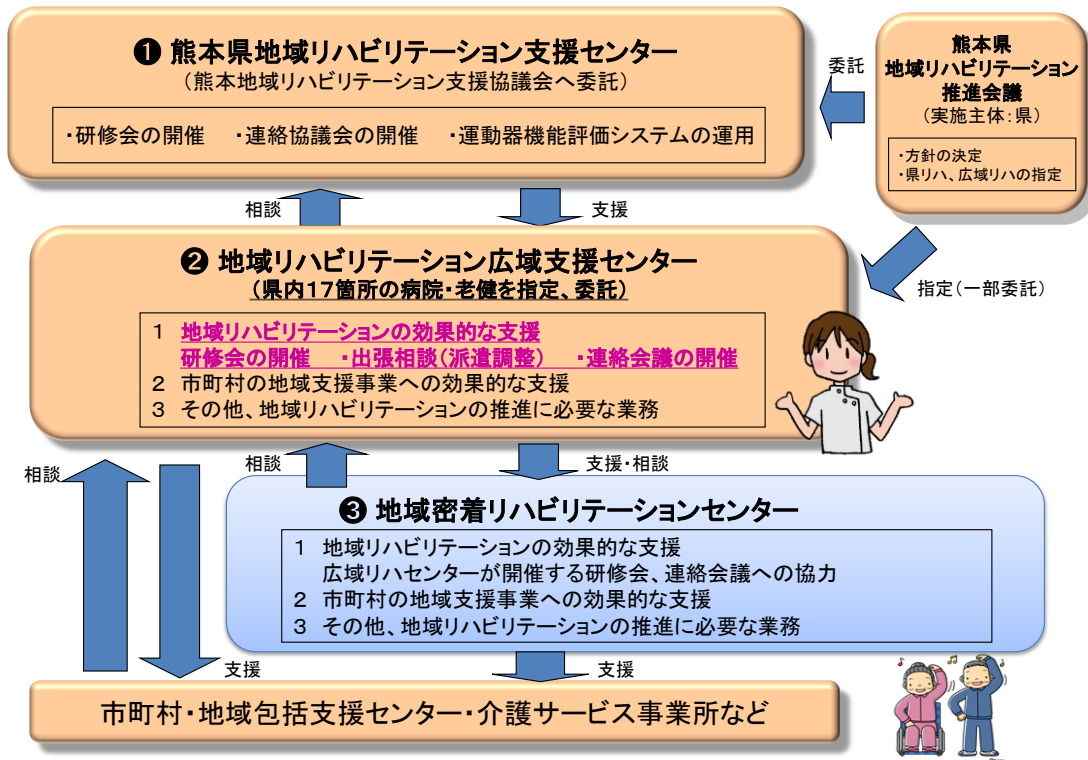 ❶ 熊本県地域リハビリテーション支援センター
(熊本地域リハビリテーション支援協議会へ委託)
・研修会の開催　・連絡協議会の開催　・運動器機能評価システムの運用
委託
熊本県
地域リハビリテーション
推進会議
(実施主体:県)
・方針の決定
・県リハ、広域リハの指定
相談
支援
指定(一部委託)
❷ 地域リハビリテーション広域支援センター
(県内17箇所の病院・老健を指定、委託)
1 地域リハビリテーションの効果的な支援
研修会の開催　・出張相談(派遣調整)　・連絡会議の開催
2 市町村の地域支援事業への効果的な支援
3 その他、地域リハビリテーションの推進に必要な業務
相談
相談
支援・相談
❸ 地域密着リハビリテーションセンター
1 地域リハビリテーションの効果的な支援
広域リハセンターが開催する研修会、連絡会議への協力
2 市町村の地域支援事業への効果的な支援
3 その他、地域リハビリテーションの推進に必要な業務
支援
支援
市町村・地域包括支援センター・介護サービス事業所など